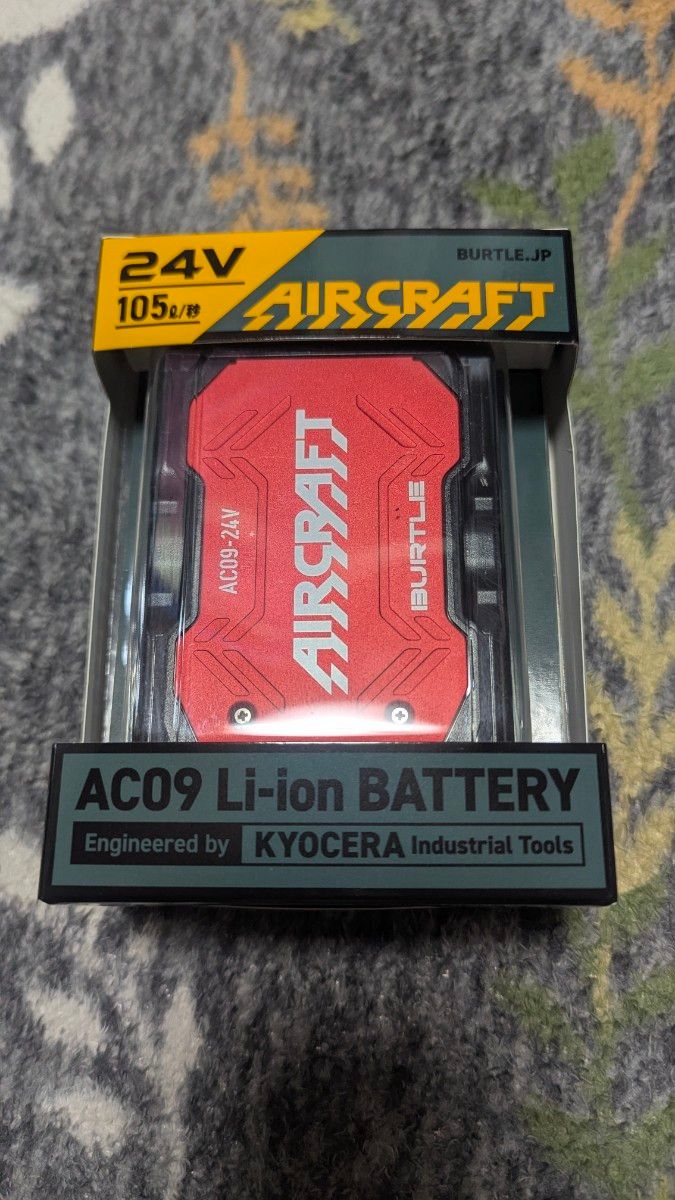 24V
105ℓ/秒
BURTLE.JP
AIRCRAFT
AC09-24V
AIRCRAFT
BURTLE
AC09 Li-ion BATTERY
Engineered by KYOCERA Industrial Tools